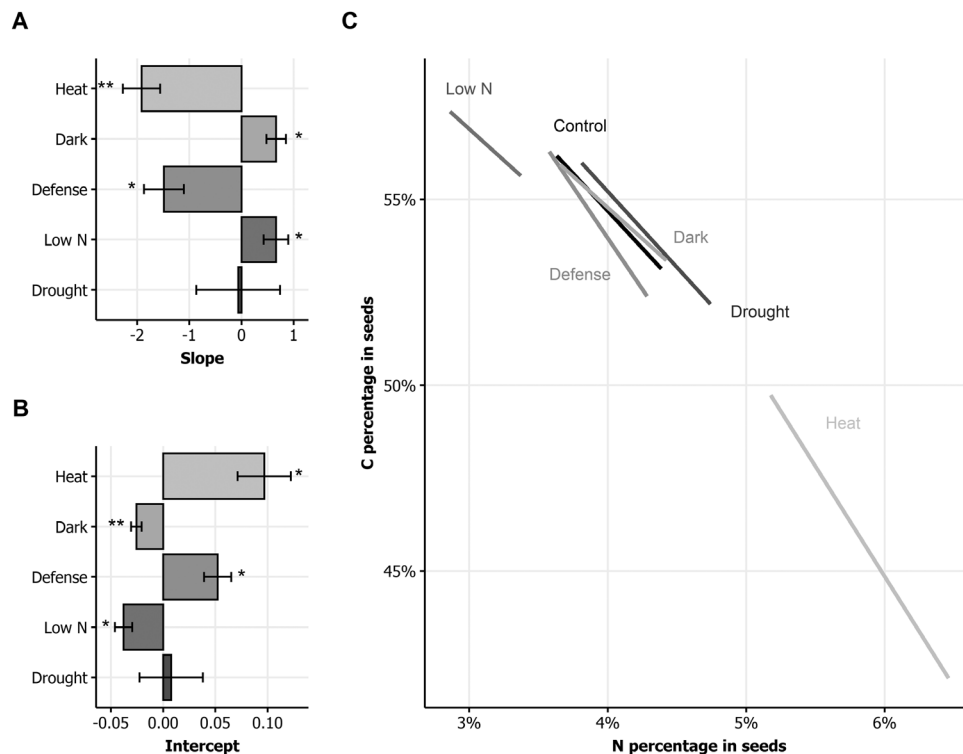 A
Heat
**
Dark
*
Defense
*
Low N
*
Drought
-2
-1
0
1
Slope
B
Heat
*
Dark
**
Defense
*
Low N
*
Drought
-0.05
0.00
0.05
0.10
Intercept
C
Low N
Control
Dark
Defense
Drought
Heat
55%
50%
45%
C percentage in seeds
3%
4%
5%
6%
N percentage in seeds